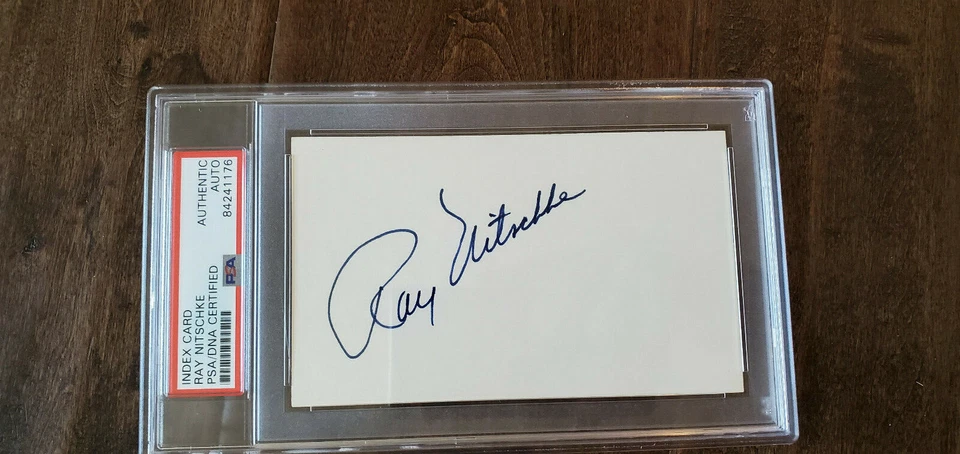 INDEX CARD
RAY NITSCHKE
PSA/DNA CERTIFIED
AUTHENTIC
AUTO
84241176
PSA
Ray Nitschke